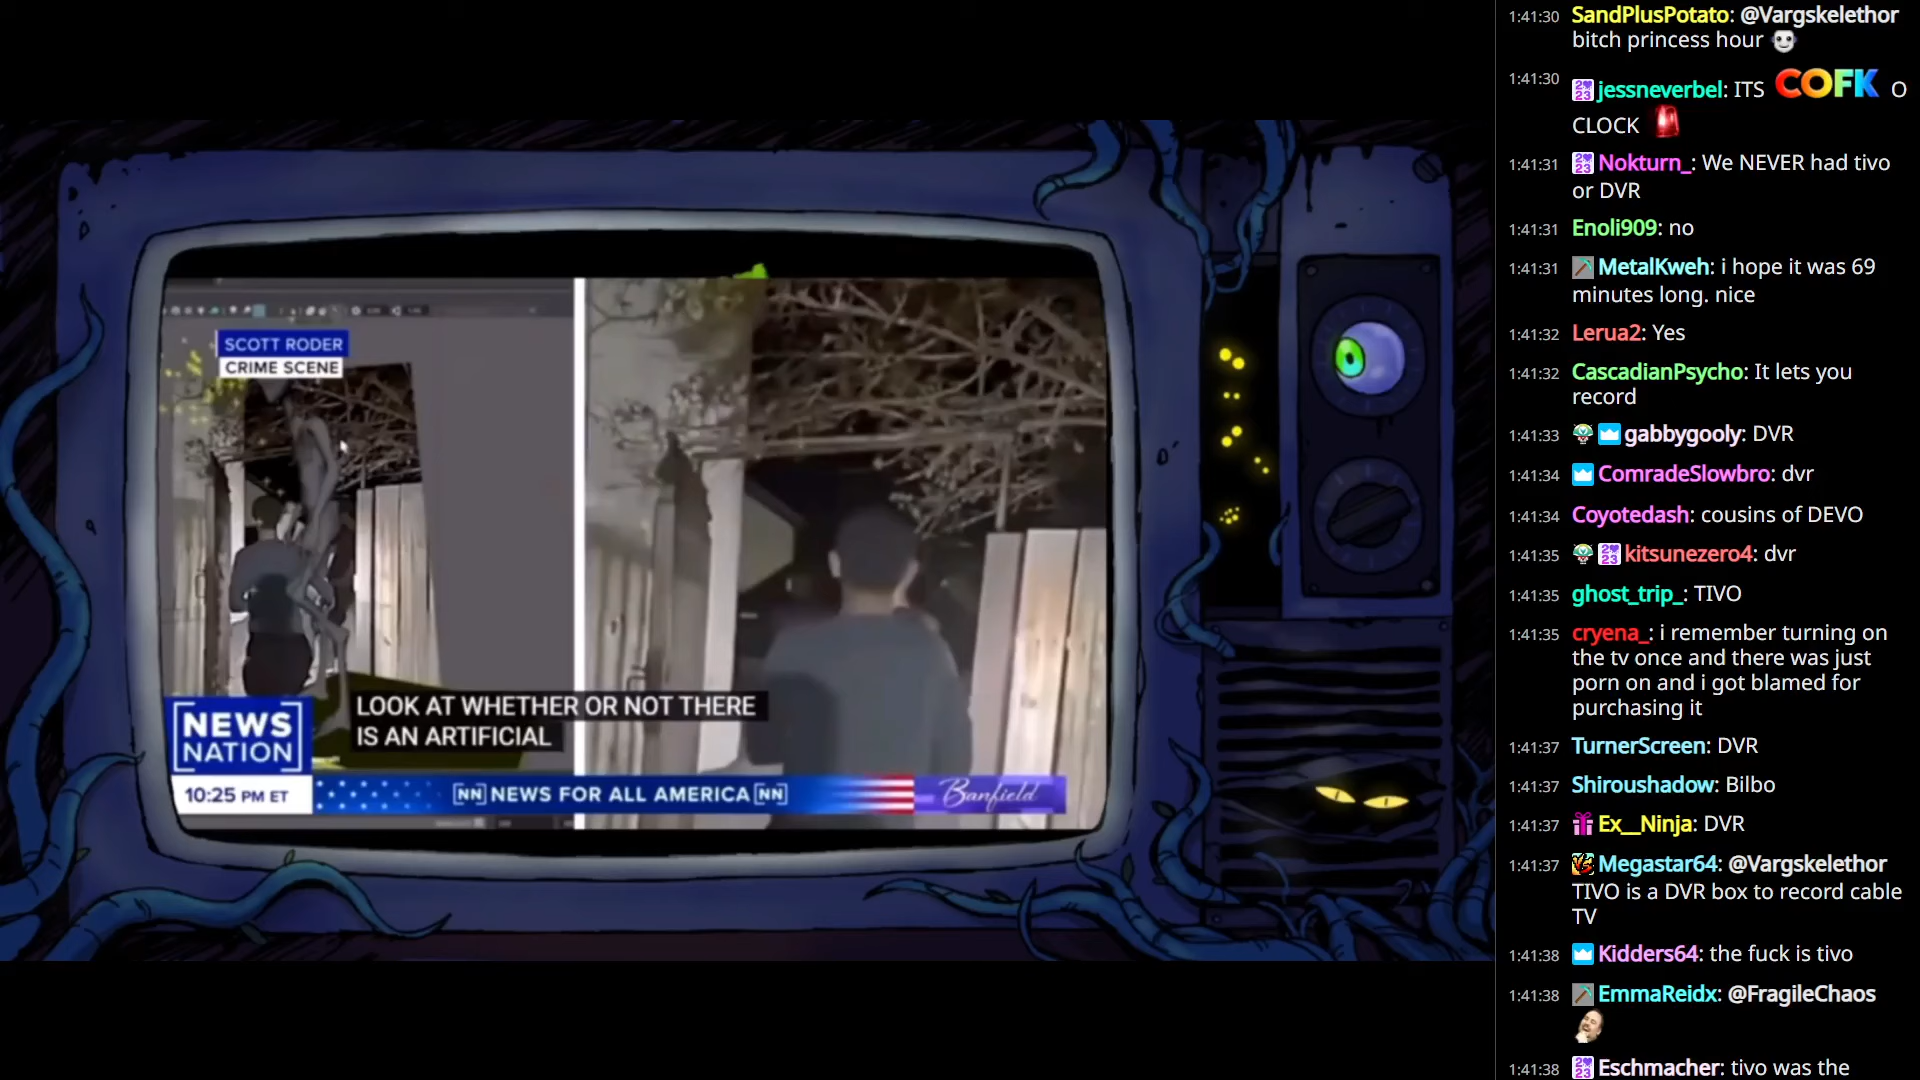 SCOTT RODER
CRIME SCENE
LOOK AT WHETHER OR NOT THERE
IS AN ARTIFICIAL
NEWS
NATION
10:25 PM ET
NN NEWS FOR ALL AMERICA NN
Banfield
1:41:30 SandPlusPotato: @Vargskelethor
bitch princess hour
1:41:30 2023 jessneverbel: ITS COFK O
CLOCK
1:41:31 2023 Nokturn_: We NEVER had tivo
or DVR
1:41:31 Enoli909: no
1:41:31 MetalKweh: i hope it was 69
minutes long. nice
1:41:32 Lerua2: Yes
1:41:32 CascadianPsycho: It lets you
record
1:41:33 gabbygooly: DVR
1:41:34 ComradeSlowbro: dvr
1:41:34 Coyotedash: cousins of DEVO
1:41:35 2023 kitsunezero4: dvr
1:41:35 ghost_trip_: TIVO
1:41:35 cryena_: i remember turning on
the tv once and there was just
porn on and i got blamed for
purchasing it
1:41:37 TurnerScreen: DVR
1:41:37 Shiroushadow: Bilbo
1:41:37 Ex__Ninja: DVR
1:41:37 Megastar64: @Vargskelethor
TIVO is a DVR box to record cable
TV
1:41:38 Kidders64: the fuck is tivo
1:41:38 EmmaReidx: @FragileChaos
1:41:38 2023 Eschmacher: tivo was the